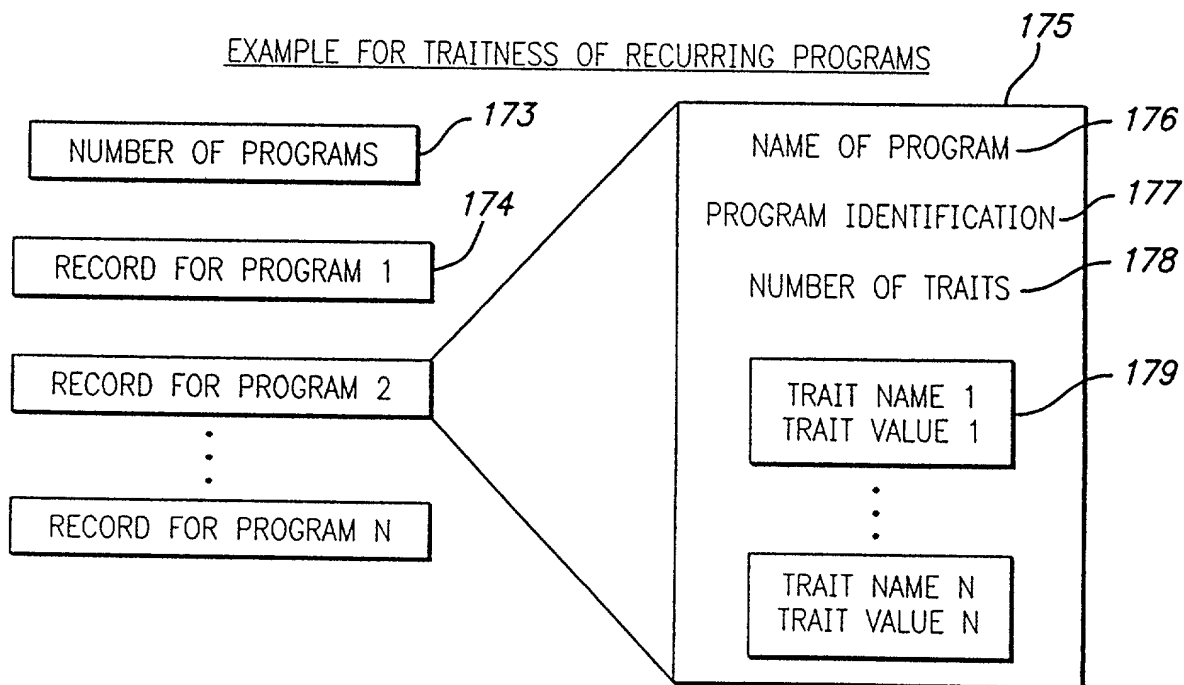 EXAMPLE FOR TRAITNESS OF RECURRING PROGRAMS
175
173
NUMBER OF PROGRAMS
174
RECORD FOR PROGRAM 1
RECORD FOR PROGRAM 2
RECORD FOR PROGRAM N
NAME OF PROGRAM
176
PROGRAM IDENTIFICATION
177
NUMBER OF TRAITS
178
179
TRAIT NAME 1
TRAIT VALUE 1
TRAIT NAME N
TRAIT VALUE N